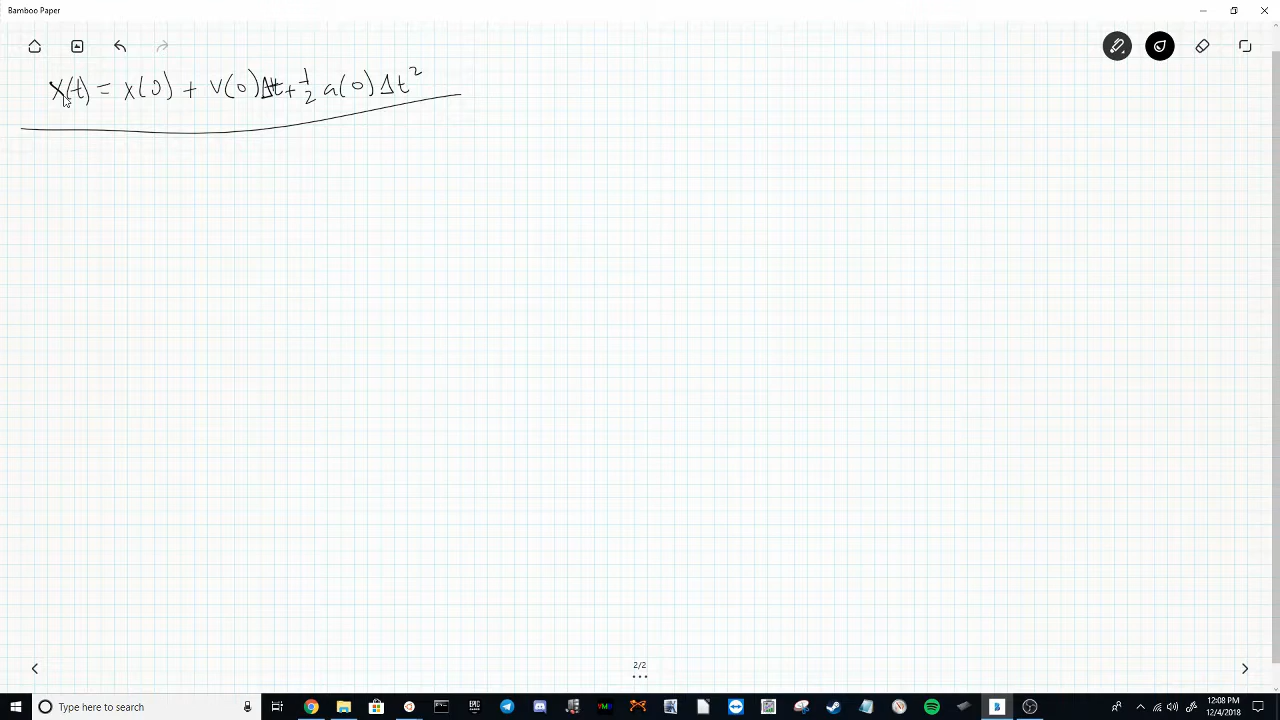 Bamboo Paper
x(t) = x(0) + v(0)Δt + 1/2 a(0) Δt²
2/2
Type here to search
12:08 PM
12/4/2018